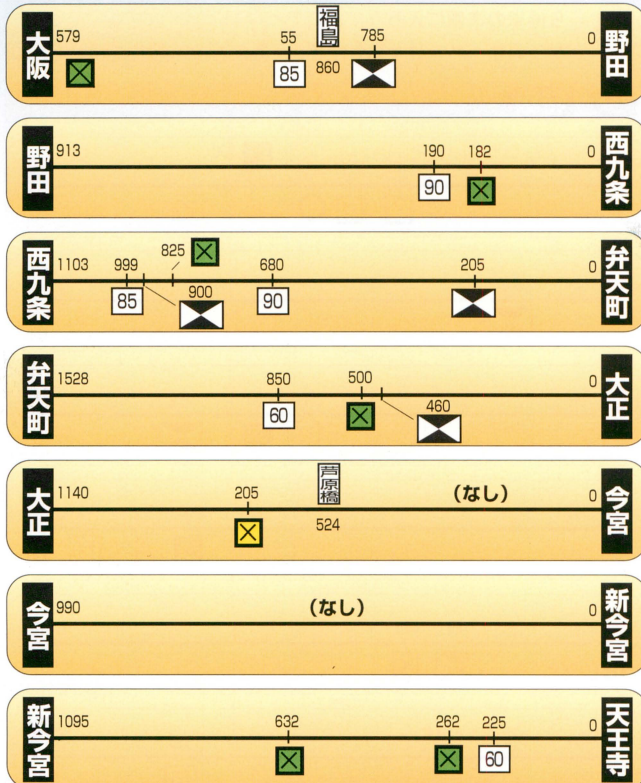 大阪 579 55 福島 785 0 野田
85 860
野田 913 190 182 0 西九条
90
西九条 1103 999 825 680 205 0 弁天町
85 900 90
弁天町 1528 850 500 0 大正
60 460
大正 1140 205 芦原橋 (なし) 0 今宮
524
今宮 990 (なし) 0 新今宮
新今宮 1095 632 262 225 0 天王寺
60